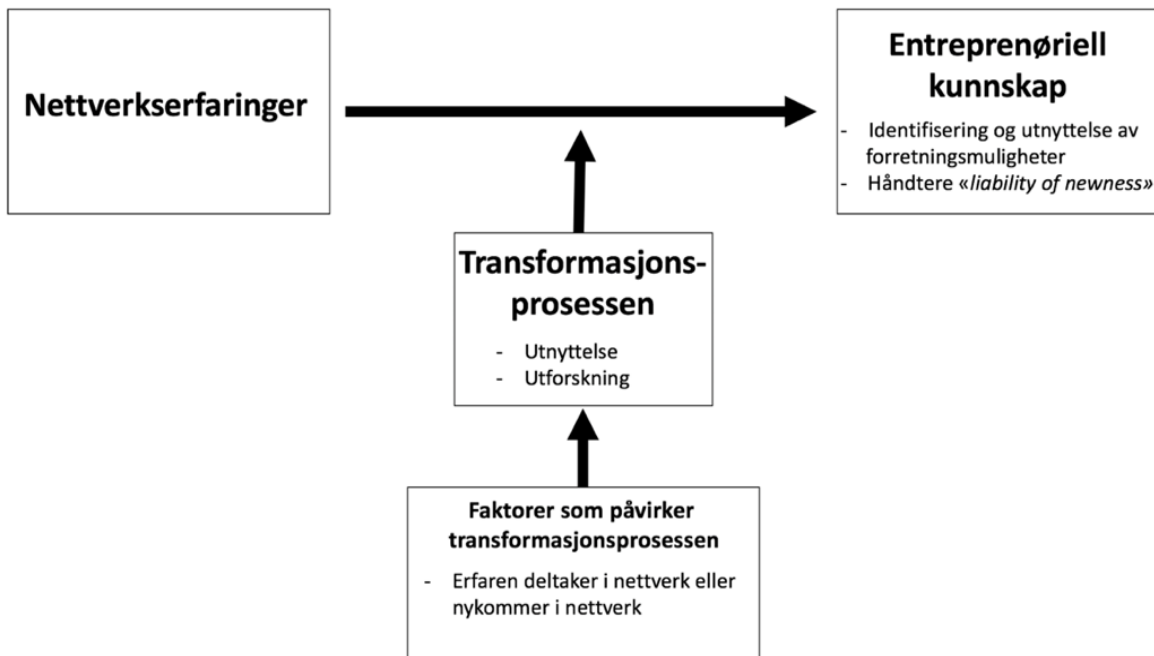 Nettverkserfaringer
Entreprenøriell
kunnskap
- Identifisering og utnyttelse av
forretningsmuligheter
- Håndtere «liability of newness»
Transformasjons-
prosessen
- Utnyttelse
- Utforskning
Faktorer som påvirker
transformasjonsprosessen
- Erfaren deltaker i nettverk eller
nykommer i nettverk